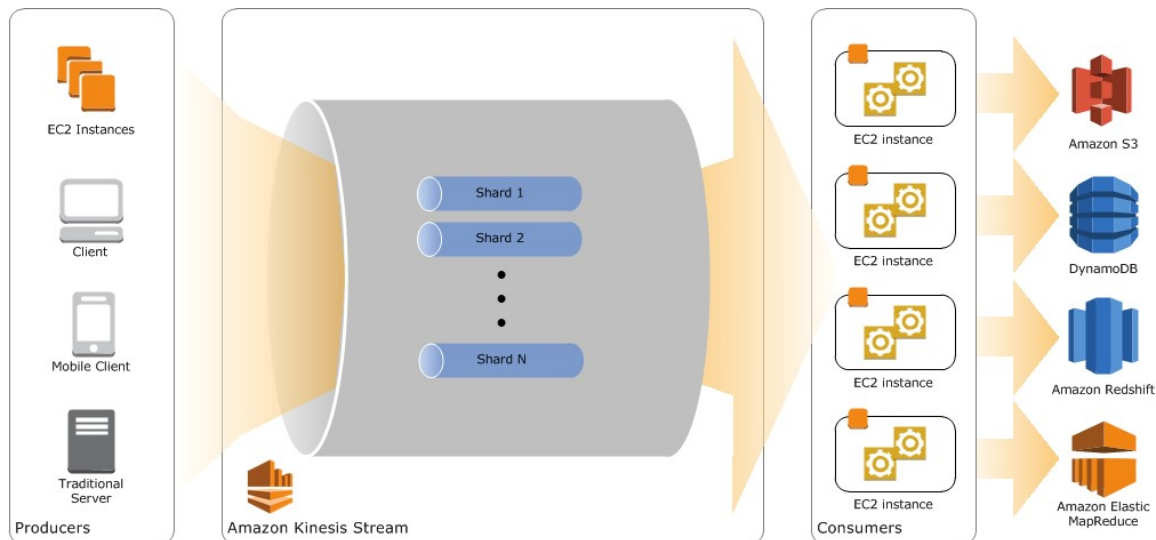 EC2 Instances
Client
Mobile Client
Traditional
Server
Producers
Shard 1
Shard 2
Shard N
Amazon Kinesis Stream
EC2 instance
EC2 instance
EC2 instance
EC2 instance
Consumers
Amazon S3
DynamoDB
Amazon Redshift
Amazon Elastic
MapReduce